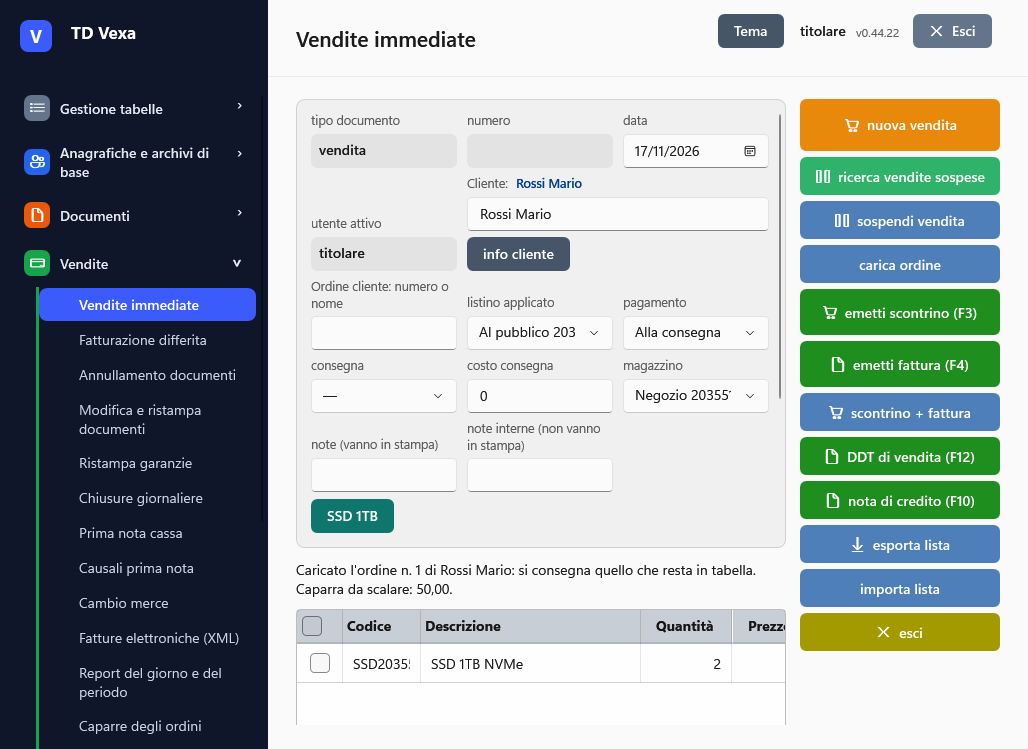 V
TD Vexa
Gestione tabelle
Anagrafiche e archivi di
base
Documenti
Vendite
Vendite immediate
Fatturazione differita
Annullamento documenti
Modifica e ristampa
documenti
Ristampa garanzie
Chiusure giornaliere
Prima nota cassa
Causali prima nota
Cambio merce
Fatture elettroniche (XML)
Report del giorno e del
periodo
Caparre degli ordini
Vendite immediate
Tema
titolare v0.44.22
Esci
tipo documento numero data
vendita 17/11/2026
Cliente: Rossi Mario
Rossi Mario
utente attivo
titolare info cliente
Ordine cliente: numero o
nome
listino applicato pagamento
Al pubblico 203 Alla consegna
consegna costo consegna magazzino
— 0 Negozio 20355
note (vanno in stampa)
note interne (non vanno
in stampa)
SSD 1TB
Caricato l'ordine n. 1 di Rossi Mario: si consegna quello che resta in tabella.
Caparra da scalare: 50,00.
Codice Descrizione Quantità Prezz
SSD2035 SSD 1TB NVMe 2
nuova vendita
ricerca vendite sospese
sospendi vendita
carica ordine
emetti scontrino (F3)
emetti fattura (F4)
scontrino + fattura
DDT di vendita (F12)
nota di credito (F10)
esporta lista
importa lista
esci